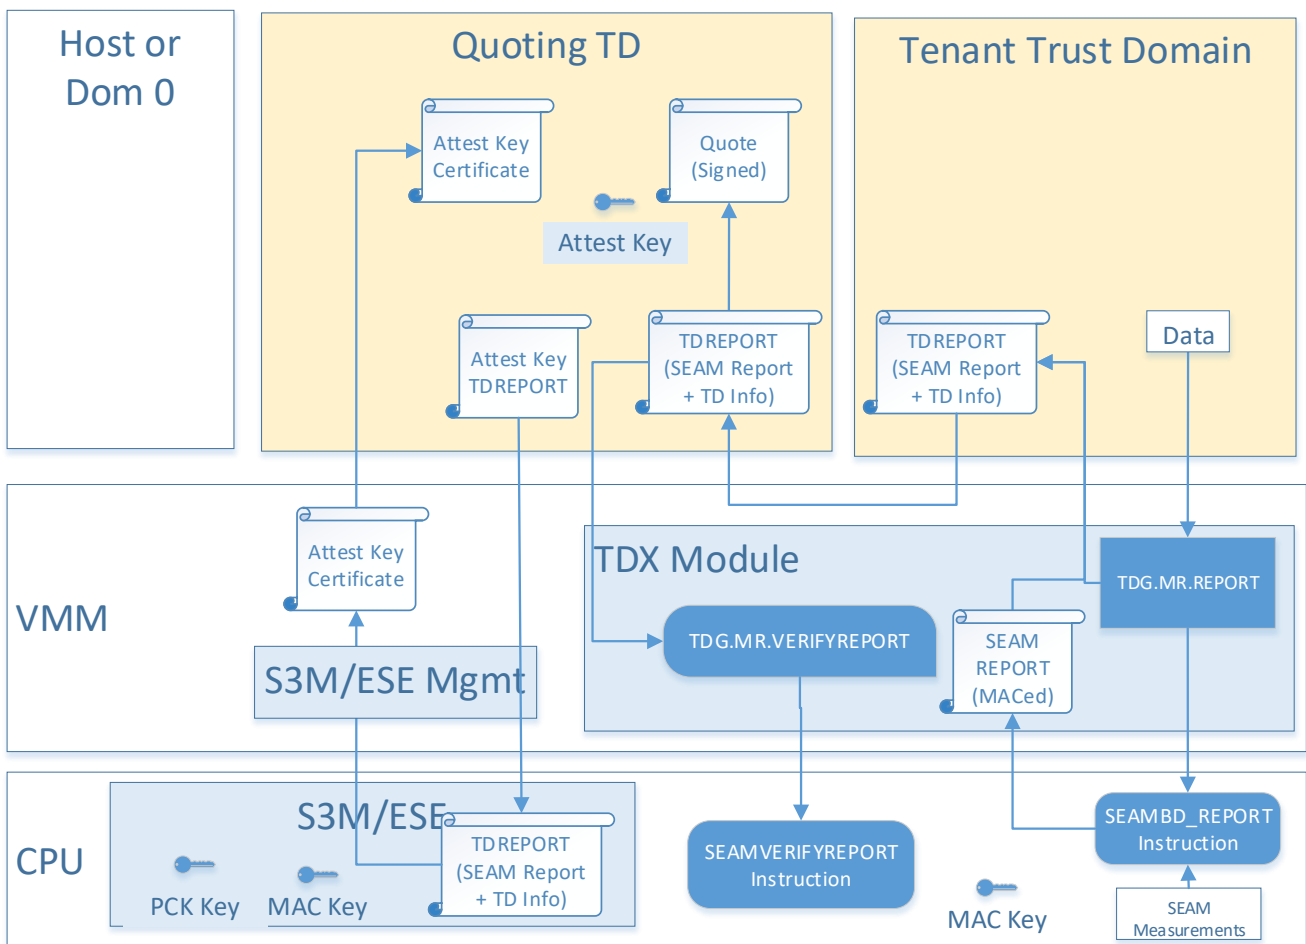 Host or
Dom 0
Quoting TD
Tenant Trust Domain
Attest Key
Certificate
Quote
(Signed)
Attest Key
Attest Key
TDREPORT
TDREPORT
(SEAM Report
+ TD Info)
TDREPORT
(SEAM Report
+ TD Info)
Data
VMM
Attest Key
Certificate
S3M/ESE Mgmt
TDX Module
TDG.MR.VERIFYREPORT
SEAM
REPORT
(MACed)
TDG.MR.REPORT
CPU
S3M/ESE
PCK Key
MAC Key
TDREPORT
(SEAM Report
+ TD Info)
SEAMVERIFYREPORT
Instruction
MAC Key
SEAMBD_REPORT
Instruction
SEAM
Measurements